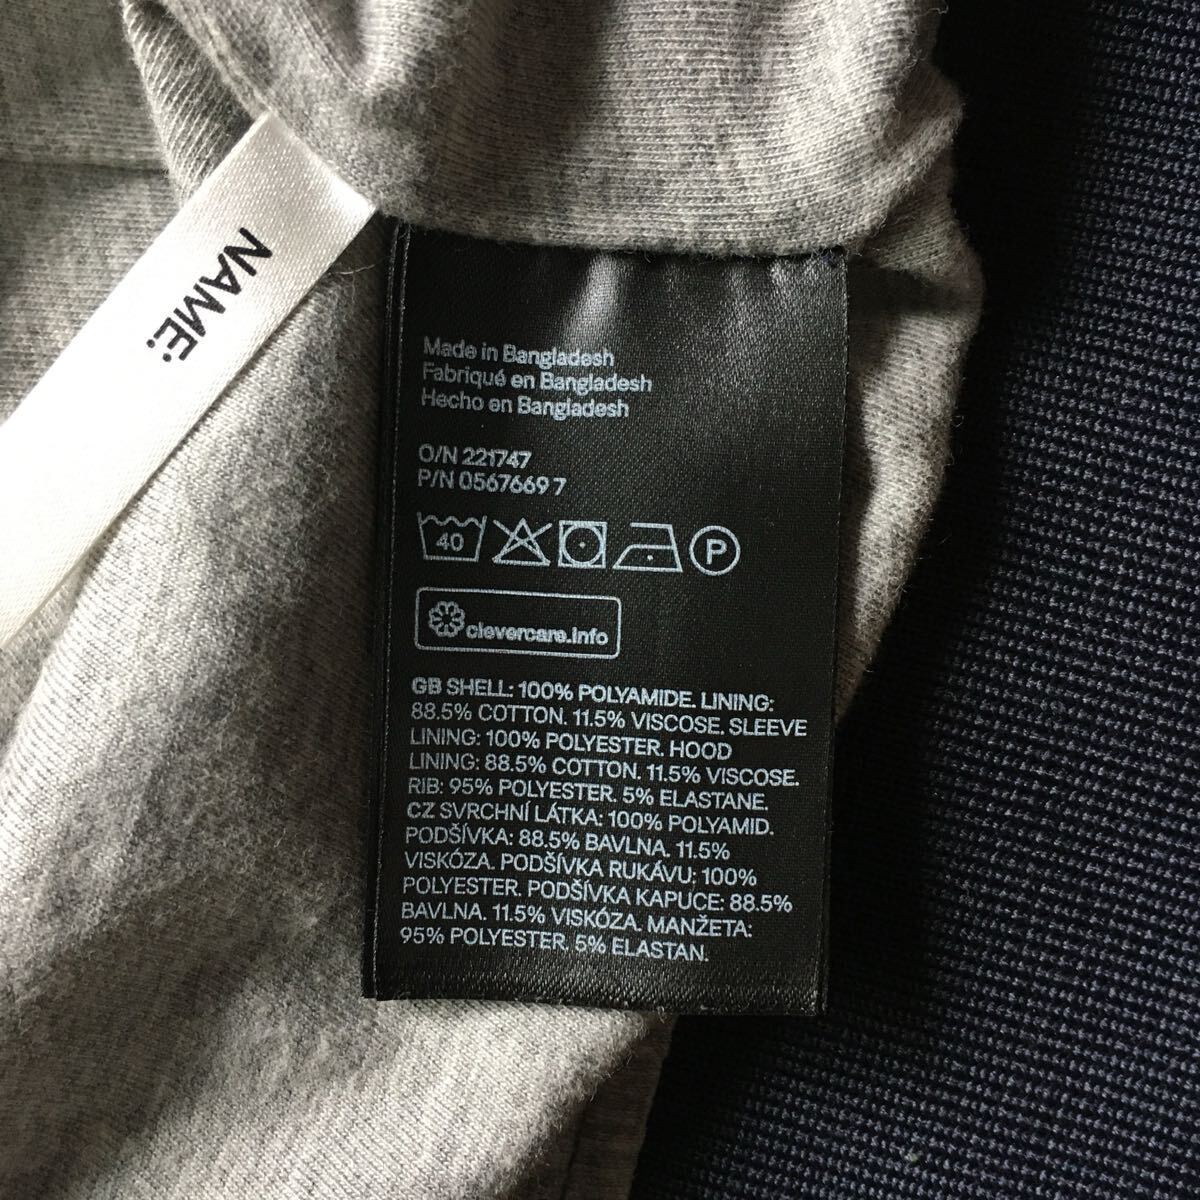 NAME:
Made in Bangladesh
Fabriqué en Bangladesh
Hecho en Bangladesh
O/N 221747
P/N 0567669 7
40 P
clevercare.info
GB SHELL: 100% POLYAMIDE. LINING:
88.5% COTTON. 11.5% VISCOSE. SLEEVE
LINING: 100% POLYESTER. HOOD
LINING: 88.5% COTTON. 11.5% VISCOSE.
RIB: 95% POLYESTER. 5% ELASTANE.
CZ SVRCHNÍ LÁTKA: 100% POLYAMID.
PODŠÍVKA: 88.5% BAVLNA. 11.5%
VISKÓZA. PODŠÍVKA RUKÁVU: 100%
POLYESTER. PODŠÍVKA KAPUCE: 88.5%
BAVLNA. 11.5% VISKÓZA. MANŽETA:
95% POLYESTER. 5% ELASTAN.